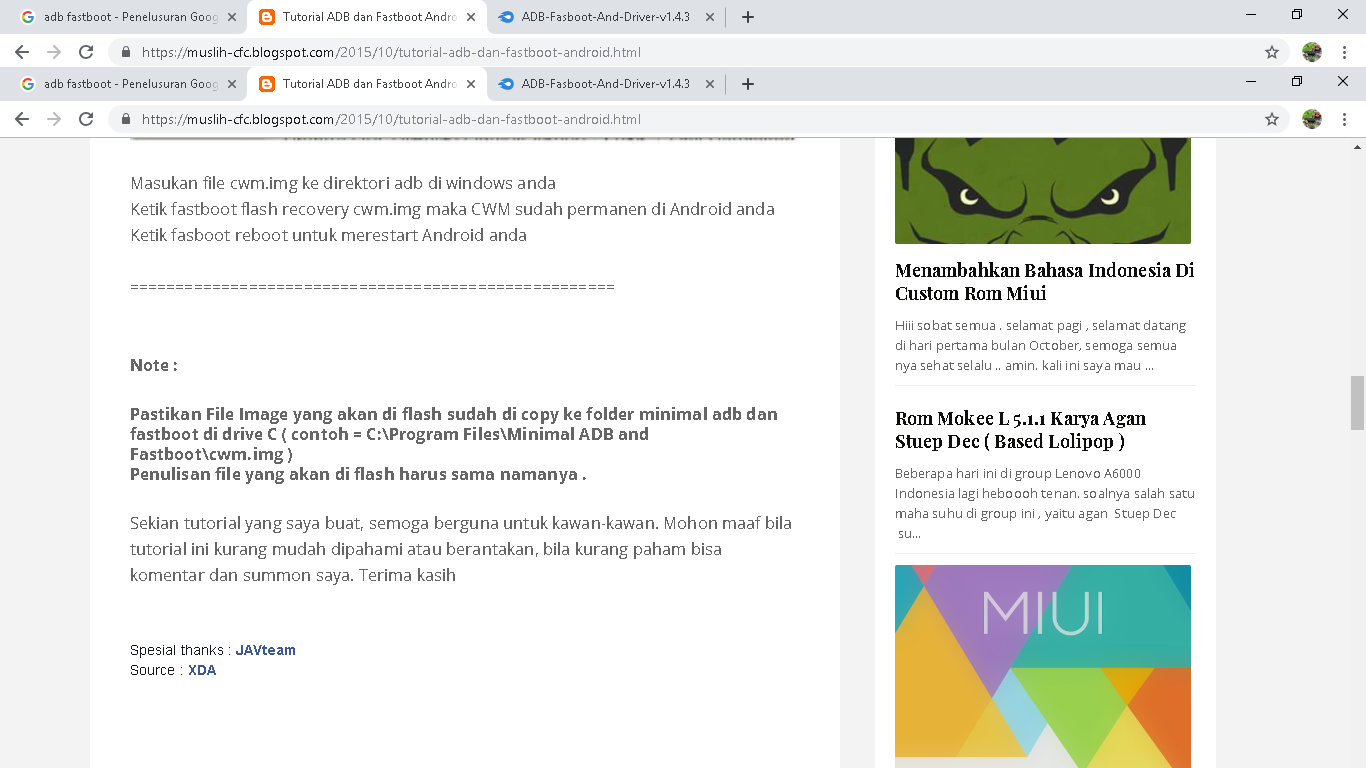 adb fastboot - Penelusuran Goog
Tutorial ADB dan Fastboot Andro
ADB-Fasboot-And-Driver-v1.4.3
https://muslih-cfc.blogspot.com/2015/10/tutorial-adb-dan-fastboot-android.html
adb fastboot - Penelusuran Goog
Tutorial ADB dan Fastboot Andro
ADB-Fasboot-And-Driver-v1.4.3
https://muslih-cfc.blogspot.com/2015/10/tutorial-adb-dan-fastboot-android.html
Masukan file cwm.img ke direktori adb di windows anda
Ketik fastboot flash recovery cwm.img maka CWM sudah permanen di Android anda
Ketik fasboot reboot untuk merestart Android anda
======================================================
Note :
Pastikan File Image yang akan di flash sudah di copy ke folder minimal adb dan
fastboot di drive C ( contoh = C:\Program Files\Minimal ADB and
Fastboot\cwm.img )
Penulisan file yang akan di flash harus sama namanya .
Sekian tutorial yang saya buat, semoga berguna untuk kawan-kawan. Mohon maaf bila
tutorial ini kurang mudah dipahami atau berantakan, bila kurang paham bisa
komentar dan summon saya. Terima kasih
Spesial thanks : JAVteam
Source : XDA
Menambahkan Bahasa Indonesia Di
Custom Rom Miui
Hiii sobat semua . selamat pagi , selamat datang
di hari pertama bulan October, semoga semua
nya sehat selalu .. amin. kali ini saya mau ...
Rom Mokee L 5.1.1 Karya Agan
Stuep Dec ( Based Lolipop )
Beberapa hari ini di group Lenovo A6000
Indonesia lagi heboooh tenan. soalnya salah satu
maha suhu di group ini , yaitu agan  Stuep Dec
su...
MIUI